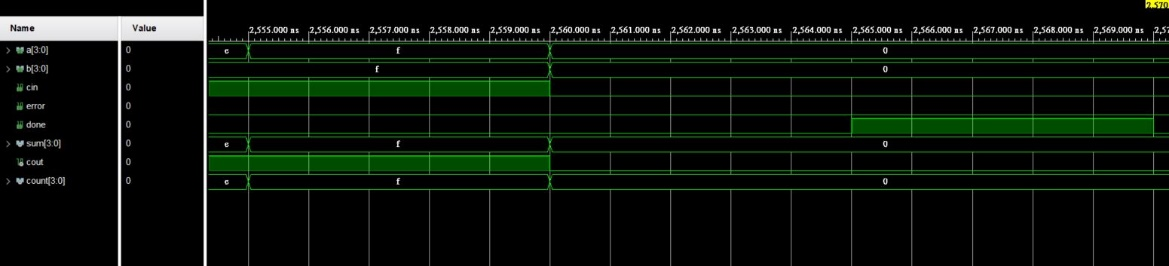 2,570
Name Value
2,555.000 ns 2,556.000 ns 2,557.000 ns 2,558.000 ns 2,559.000 ns 2,560.000 ns 2,561.000 ns 2,562.000 ns 2,563.000 ns 2,564.000 ns 2,565.000 ns 2,566.000 ns 2,567.000 ns 2,568.000 ns 2,569.000 ns 2,57
a[3:0] 0 e f 0
b[3:0] 0 f 0
cin 0
error 0
done 0
sum[3:0] 0 e f 0
cout 0
count[3:0] 0 e f 0